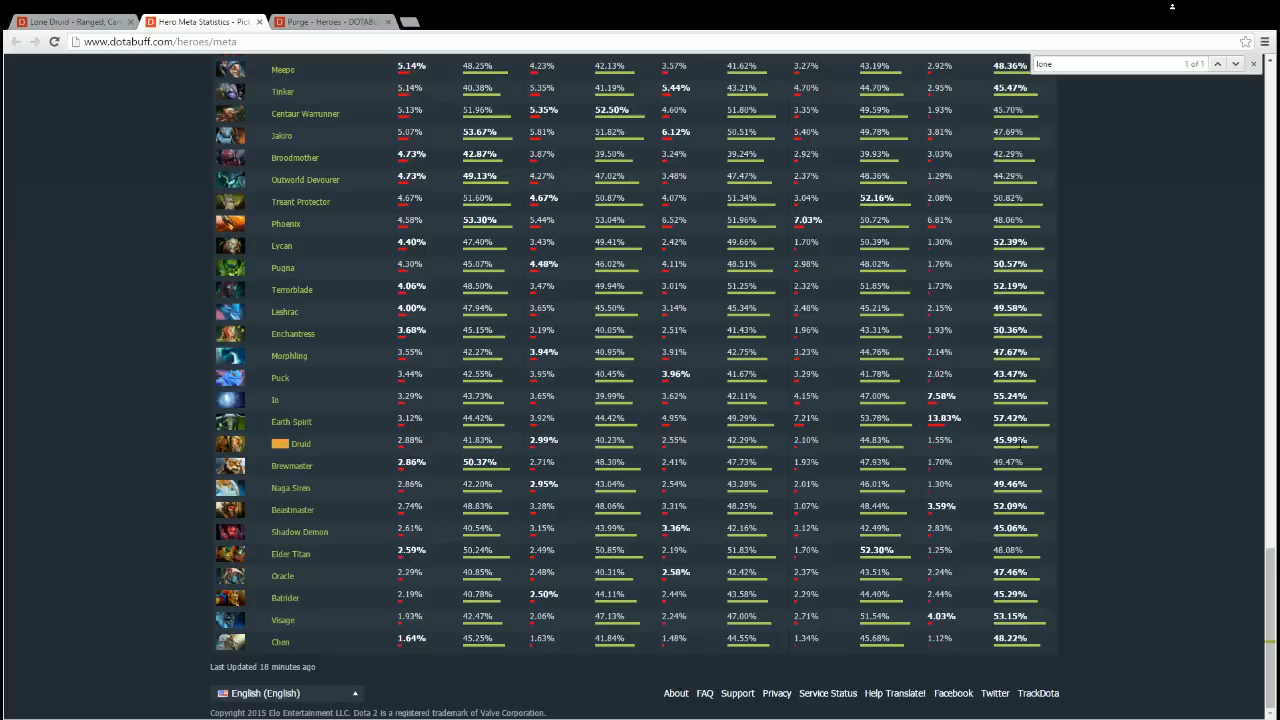 Lone Druid - Ranged, Car × Hero Meta Statistics - Pick × Purge - Heroes - DOTABu ×
www.dotabuff.com/heroes/meta
lone 1 of 1
Meepo 5.14% 48.25% 4.23% 42.13% 3.57% 41.62% 3.27% 43.19% 2.92% 48.36%
Tinker 5.14% 40.38% 5.35% 41.19% 5.44% 43.21% 4.70% 44.70% 2.95% 45.47%
Centaur Warrunner 5.13% 51.96% 5.35% 52.50% 4.60% 51.80% 3.35% 49.59% 1.93% 45.70%
Jakiro 5.07% 53.67% 5.81% 51.82% 6.12% 50.51% 5.40% 49.78% 3.81% 47.69%
Broodmother 4.73% 42.87% 3.87% 39.50% 3.24% 39.24% 2.92% 39.93% 3.03% 42.29%
Outworld Devourer 4.73% 49.13% 4.27% 47.02% 3.48% 47.47% 2.37% 48.36% 1.29% 44.29%
Treant Protector 4.67% 51.60% 4.67% 50.87% 4.07% 51.34% 3.04% 52.16% 2.08% 50.82%
Phoenix 4.58% 53.30% 5.44% 53.04% 6.52% 51.96% 7.03% 50.72% 6.81% 48.06%
Lycan 4.40% 47.40% 3.43% 49.41% 2.42% 49.66% 1.70% 50.39% 1.30% 52.39%
Pugna 4.30% 45.07% 4.48% 46.02% 4.11% 48.51% 2.98% 48.02% 1.76% 50.57%
Terrorblade 4.06% 48.50% 3.47% 49.94% 3.01% 51.25% 2.32% 51.85% 1.73% 52.19%
Leshrac 4.00% 47.94% 3.65% 45.50% 3.14% 45.34% 2.48% 45.21% 2.15% 49.58%
Enchantress 3.68% 45.15% 3.19% 40.05% 2.51% 41.43% 1.96% 43.31% 1.93% 50.36%
Morphling 3.55% 42.27% 3.94% 40.95% 3.91% 42.75% 3.23% 44.76% 2.14% 47.67%
Puck 3.44% 42.55% 3.95% 40.45% 3.96% 41.67% 3.29% 41.78% 2.02% 43.47%
Io 3.29% 43.73% 3.65% 39.99% 3.62% 42.11% 4.15% 47.00% 7.58% 55.24%
Earth Spirit 3.12% 44.42% 3.92% 44.42% 4.95% 49.29% 7.21% 53.78% 13.83% 57.42%
Druid 2.88% 41.83% 2.99% 40.23% 2.55% 42.29% 2.10% 44.83% 1.55% 45.99%
Brewmaster 2.86% 50.37% 2.71% 48.30% 2.41% 47.73% 1.93% 47.93% 1.70% 49.47%
Naga Siren 2.86% 42.20% 2.95% 43.04% 2.54% 43.28% 2.01% 46.01% 1.30% 49.46%
Beastmaster 2.74% 48.83% 3.28% 48.06% 3.31% 48.25% 3.07% 48.44% 3.59% 52.09%
Shadow Demon 2.61% 40.54% 3.15% 43.99% 3.36% 42.16% 3.12% 42.49% 2.83% 45.06%
Elder Titan 2.59% 50.24% 2.49% 50.85% 2.19% 51.83% 1.70% 52.30% 1.25% 48.08%
Oracle 2.29% 40.85% 2.48% 40.31% 2.58% 42.42% 2.37% 43.51% 2.24% 47.46%
Batrider 2.19% 40.78% 2.50% 44.11% 2.44% 43.58% 2.29% 44.40% 2.44% 45.29%
Visage 1.93% 42.47% 2.06% 47.13% 2.24% 47.00% 2.71% 51.54% 4.03% 53.15%
Chen 1.64% 45.25% 1.63% 41.84% 1.48% 44.55% 1.34% 45.68% 1.12% 48.22%
Last Updated 18 minutes ago
English (English) About FAQ Support Privacy Service Status Help Translate! Facebook Twitter TrackDota
Copyright 2015 Elo Entertainment LLC. Dota 2 is a registered trademark of Valve Corporation.